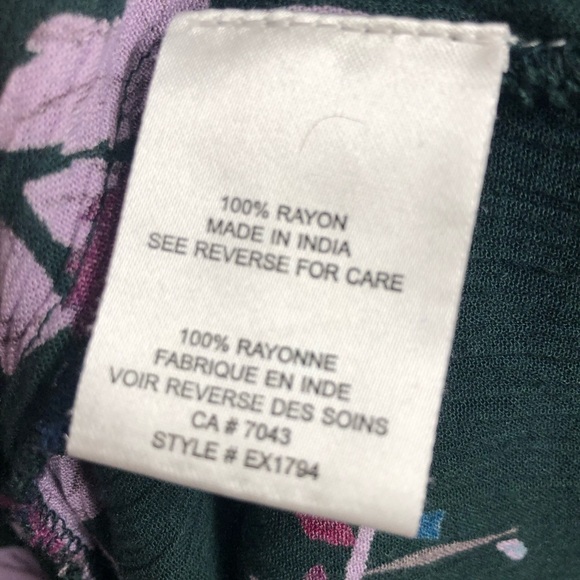 100% RAYON
MADE IN INDIA
SEE REVERSE FOR CARE
100% RAYONNE
FABRIQUE EN INDE
VOIR REVERSE DES SOINS
CA # 7043
STYLE # EX1794